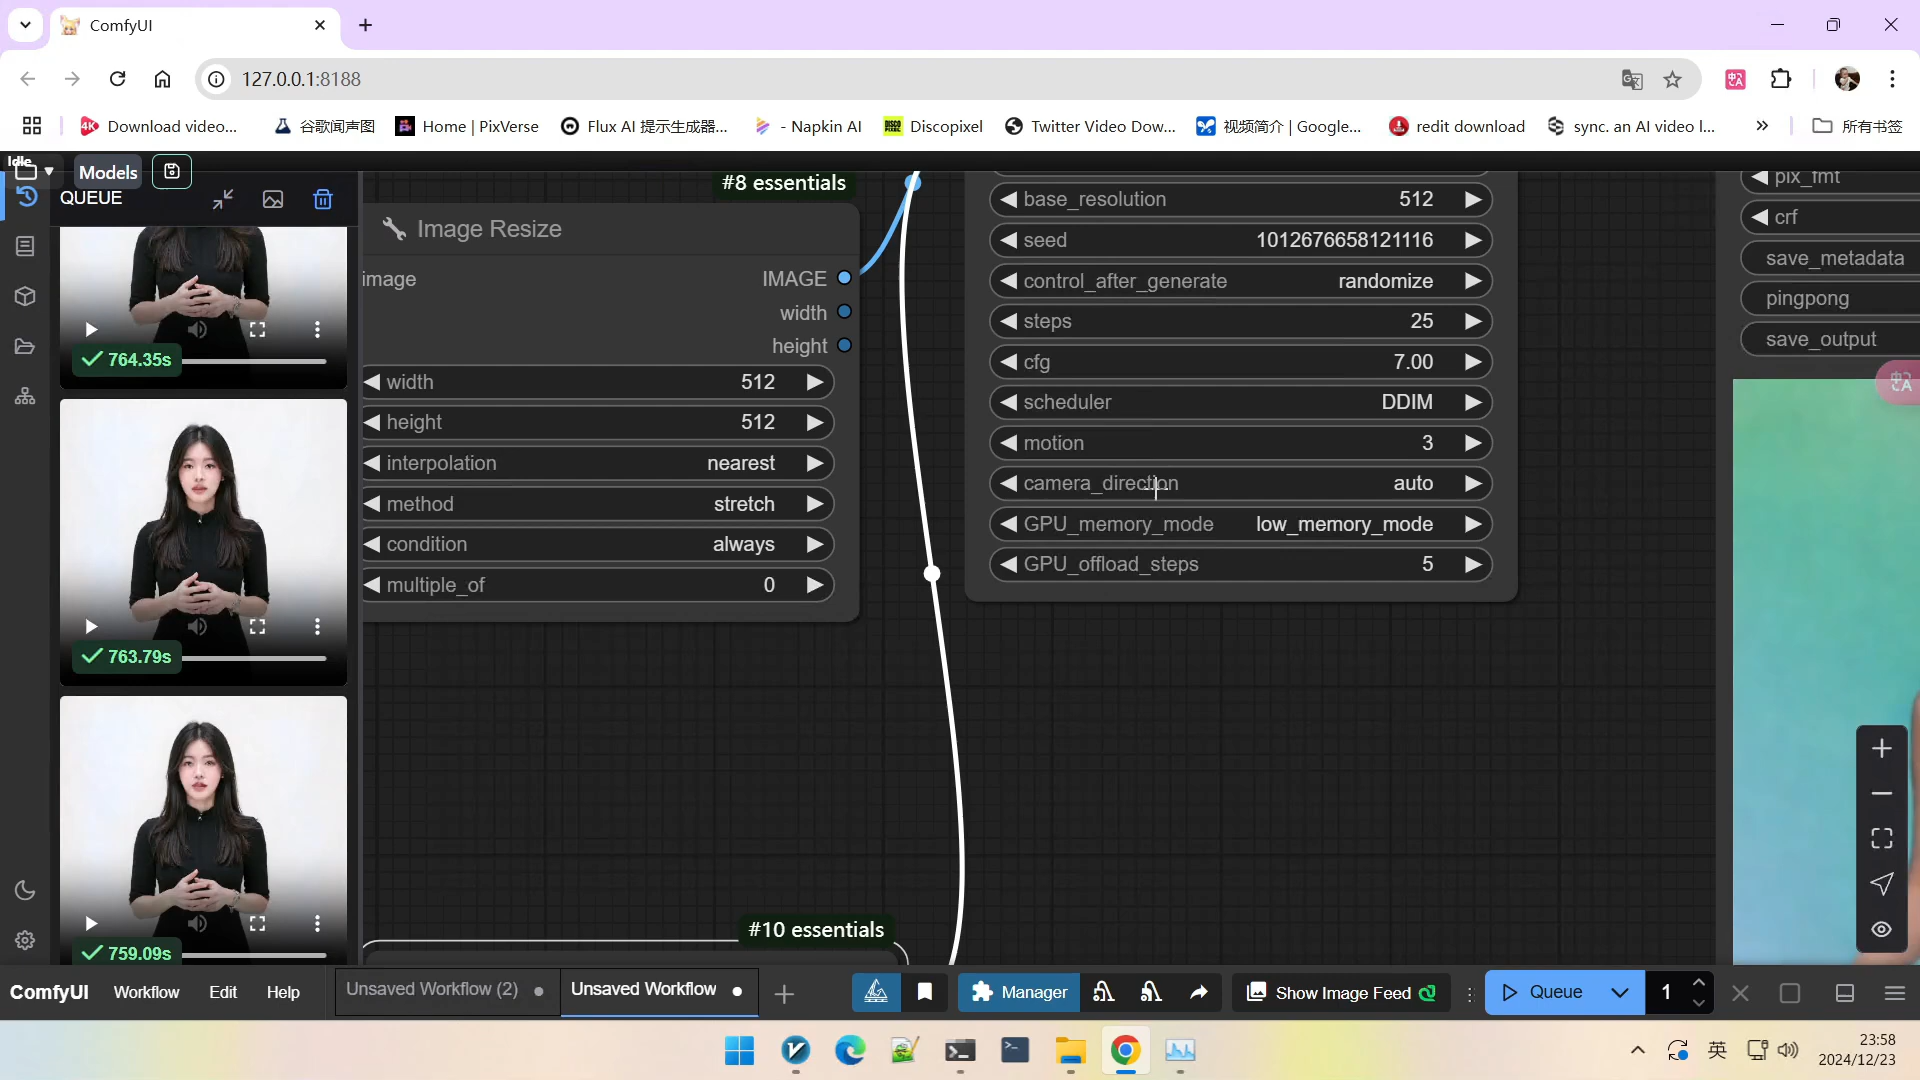 ComfyUI
127.0.0.1:8188
Download video...
谷歌闻声图
Home | PixVerse
Flux AI 提示生成器...
- Napkin AI
Discopixel
Twitter Video Dow...
视频简介 | Google...
redit download
sync. an AI video l...
所有书签
Idle
Models
QUEUE
764.35s
763.79s
759.09s
#8 essentials
Image Resize
image IMAGE
width
height
width 512
height 512
interpolation nearest
method stretch
condition always
multiple_of 0
#10 essentials
base_resolution 512
seed 1012676658121116
control_after_generate randomize
steps 25
cfg 7.00
scheduler DDIM
motion 3
camera_direction auto
GPU_memory_mode low_memory_mode
GPU_offload_steps 5
pix_fmt
crf
save_metadata
pingpong
save_output
ComfyUI Workflow Edit Help
Unsaved Workflow (2)
Unsaved Workflow
Manager
Show Image Feed
Queue 1
英
23:58
2024/12/23